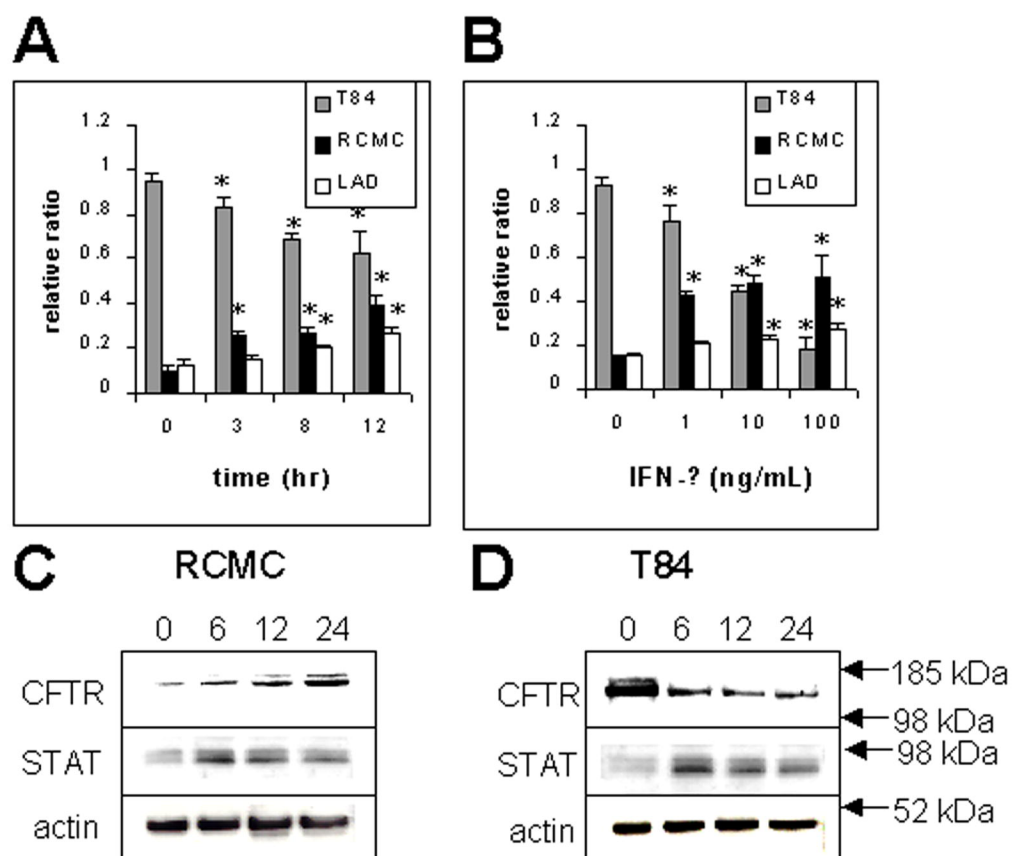 A
B
T84
RCMC
LAD
1.2
1
0.8
0.6
0.4
0.2
0
relative ratio
* * * * * * * *
0 3 8 12
time (hr)
T84
RCMC
LAD
1.2
1
0.8
0.6
0.4
0.2
0
relative ratio
* * * * * * * *
0 1 10 100
IFN-? (ng/mL)
C RCMC
0 6 12 24
CFTR
STAT
actin
D T84
0 6 12 24
CFTR
STAT
actin
185 kDa
98 kDa
98 kDa
52 kDa